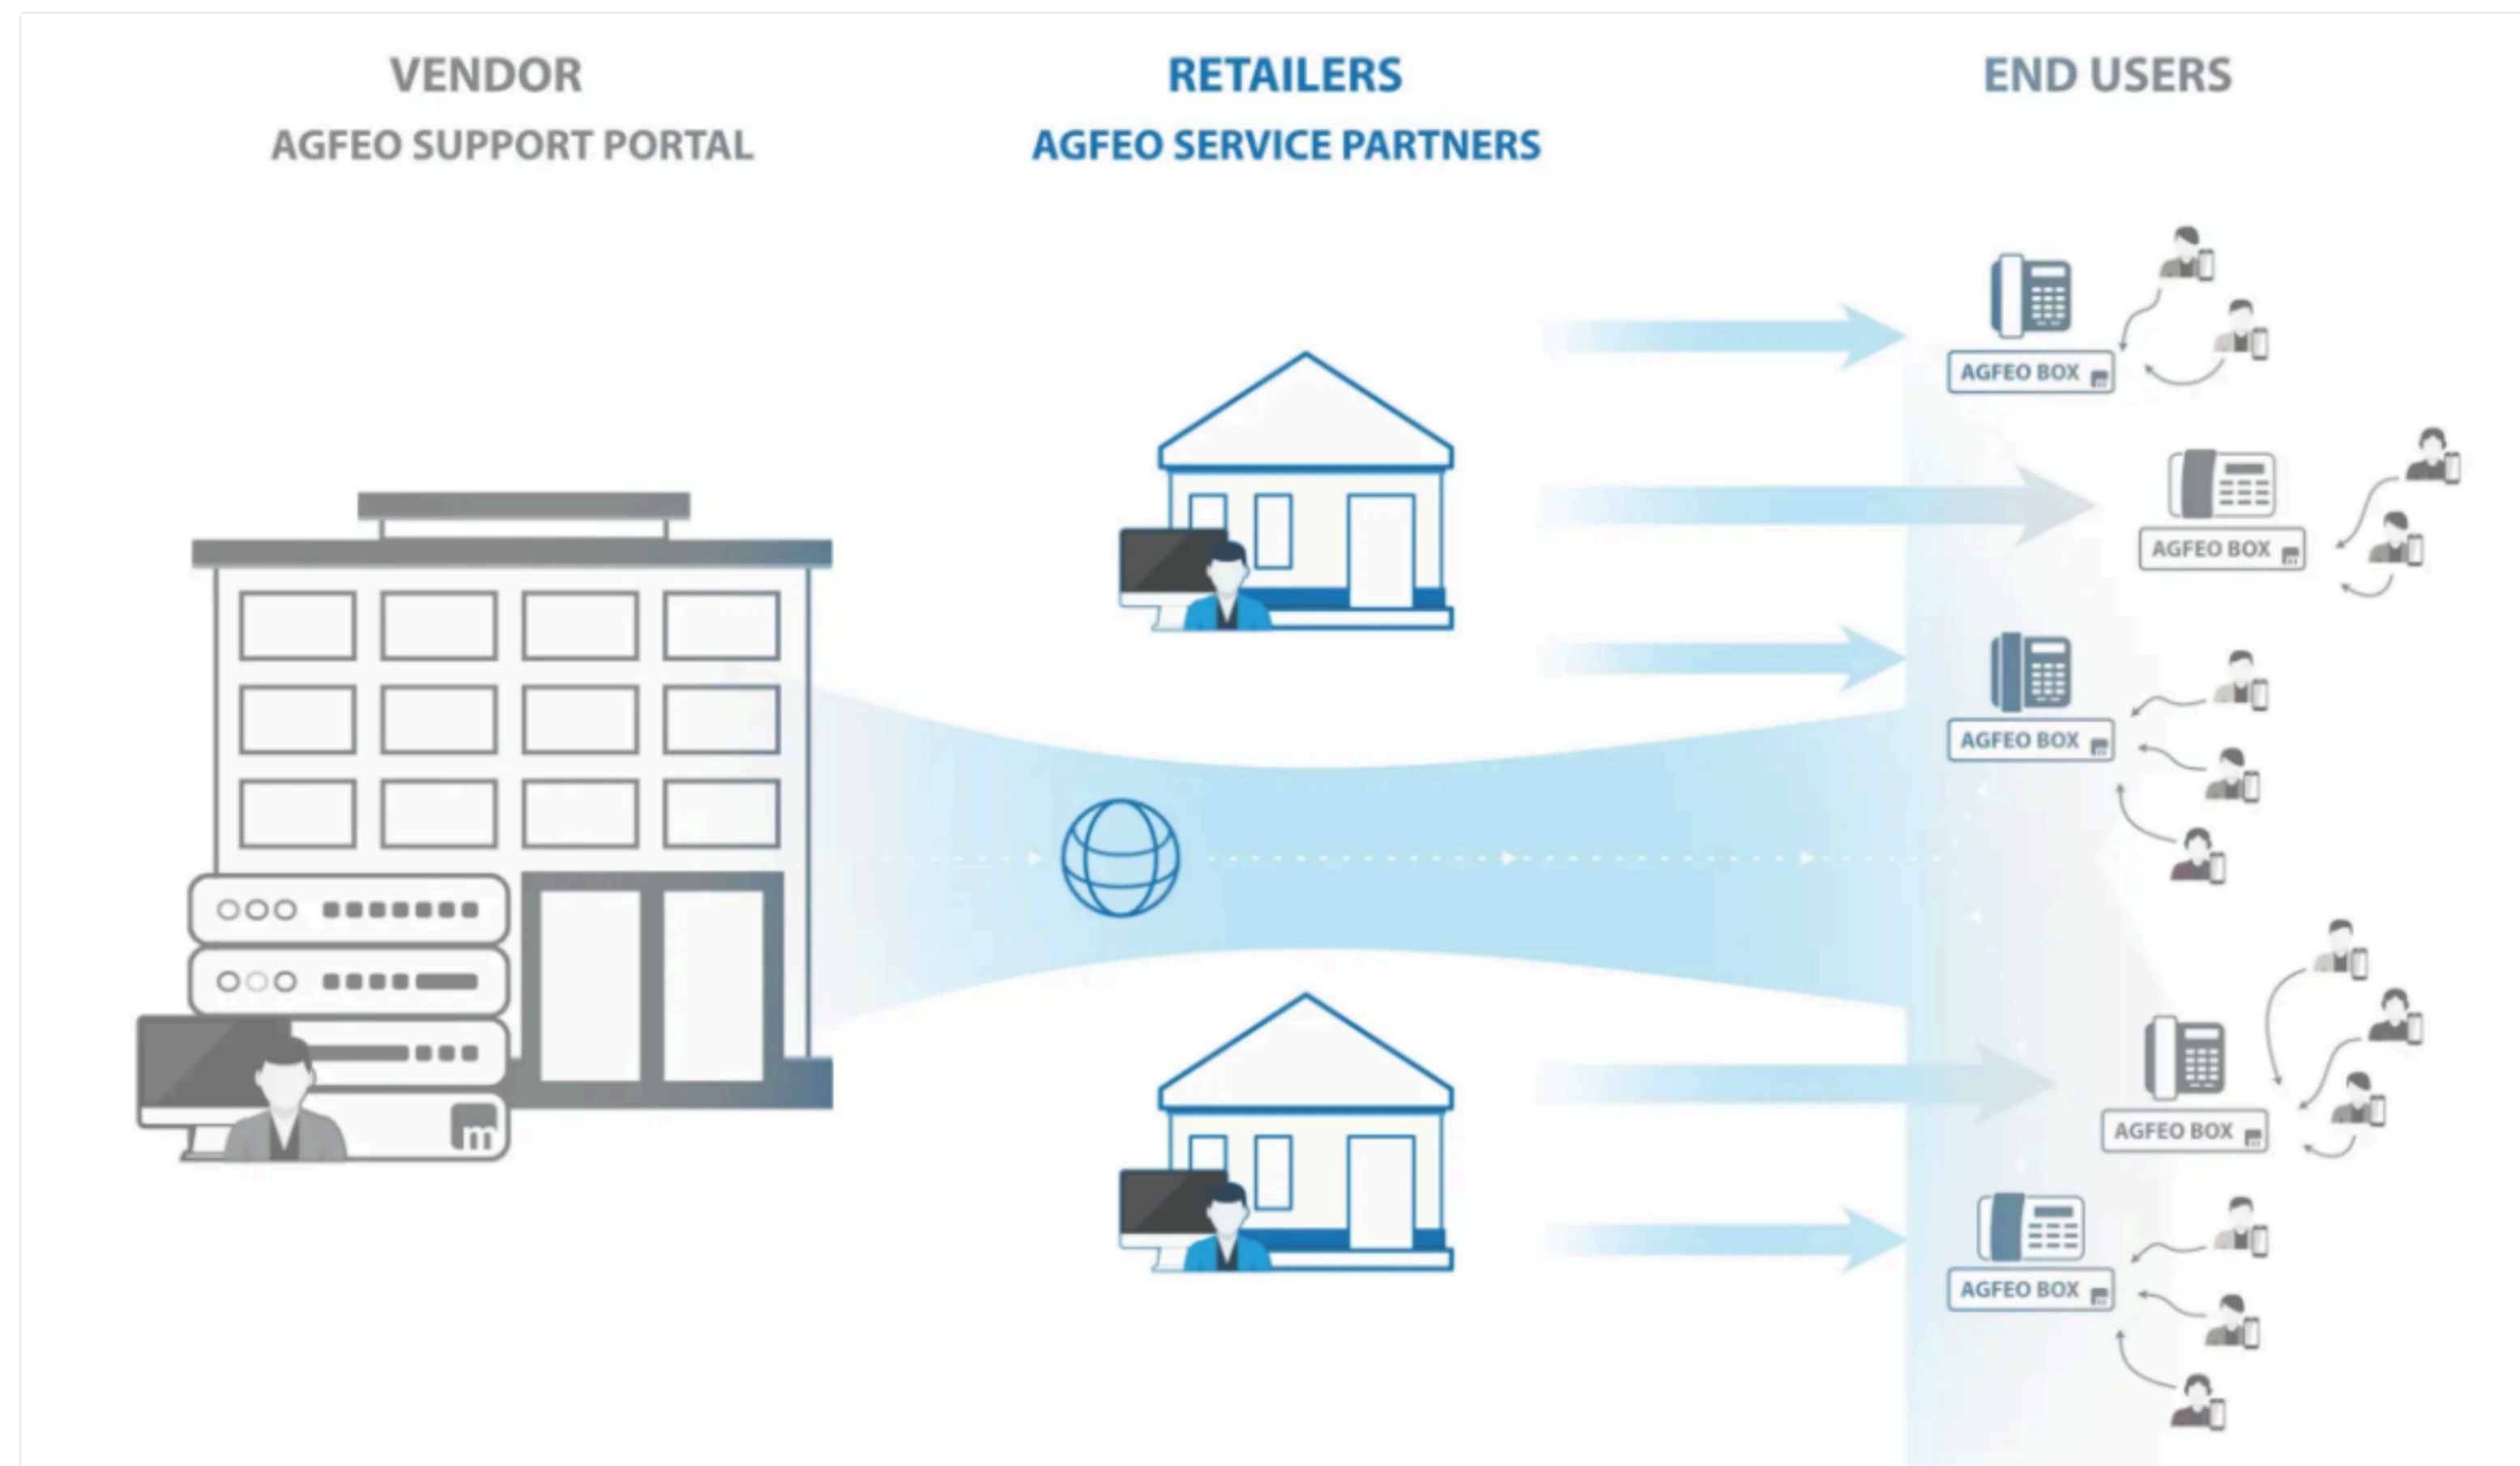 VENDOR
AGFEO SUPPORT PORTAL
RETAILERS
AGFEO SERVICE PARTNERS
END USERS
AGFEO BOX
AGFEO BOX
AGFEO BOX
AGFEO BOX
AGFEO BOX
m